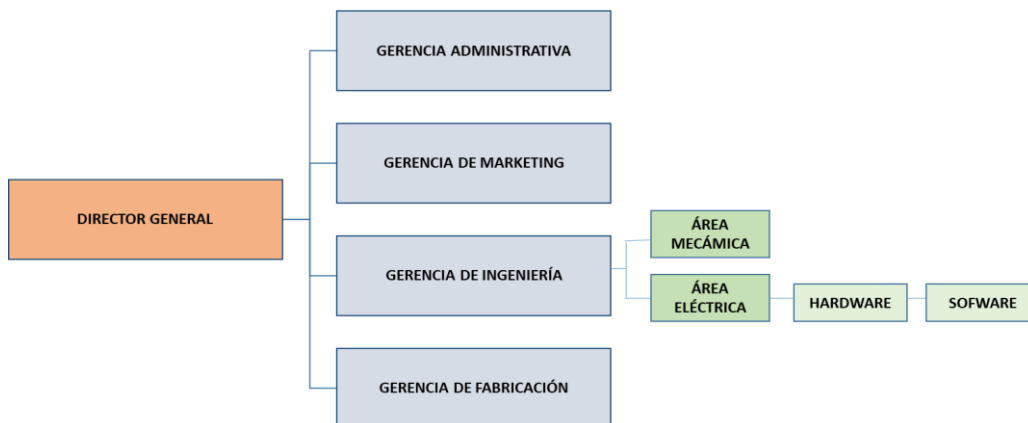 GERENCIA ADMINISTRATIVA
GERENCIA DE MARKETING
DIRECTOR GENERAL
GERENCIA DE INGENIERÍA
ÁREA
MECÁMICA
ÁREA
ELÉCTRICA
HARDWARE
SOFWARE
GERENCIA DE FABRICACIÓN